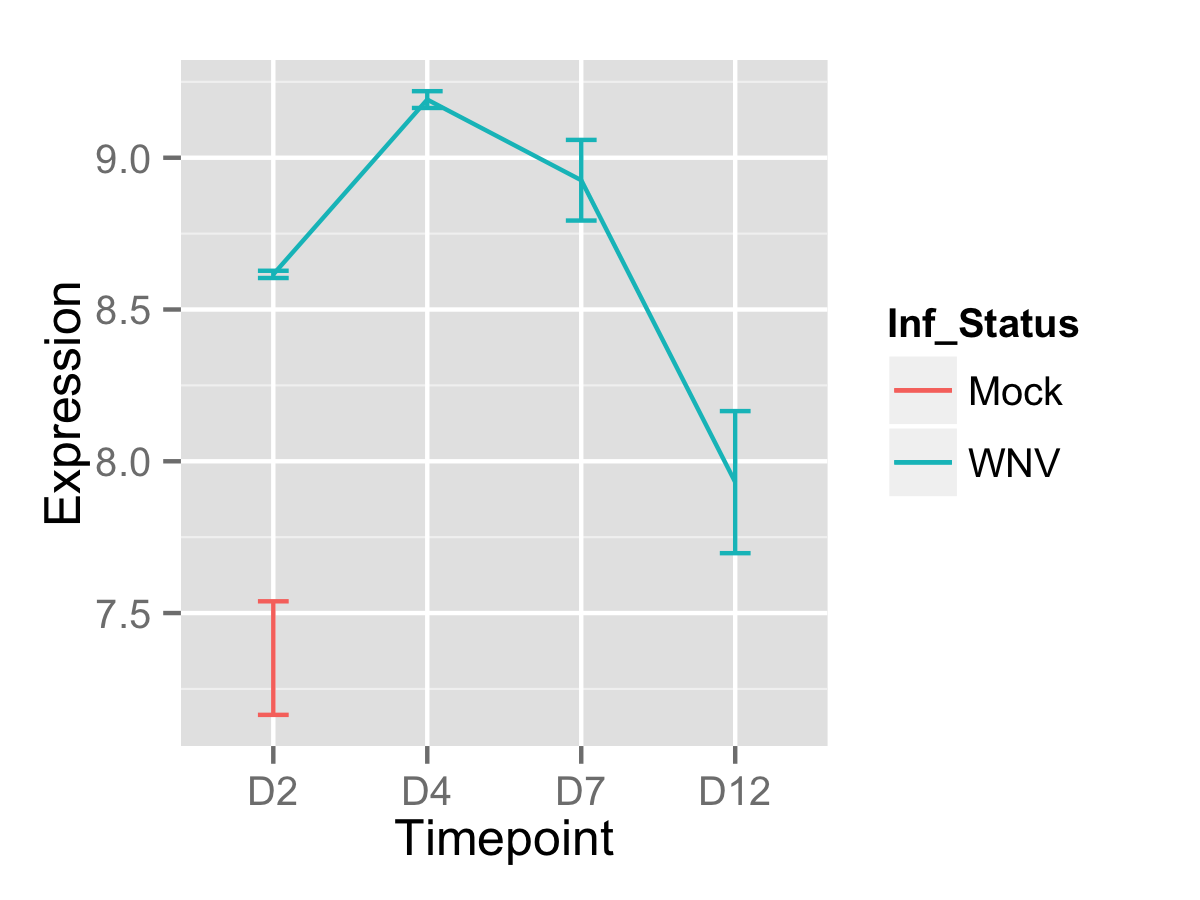 9.0
8.5
8.0
7.5
Expression
D2 D4 D7 D12
Timepoint
Inf_Status
Mock
WNV